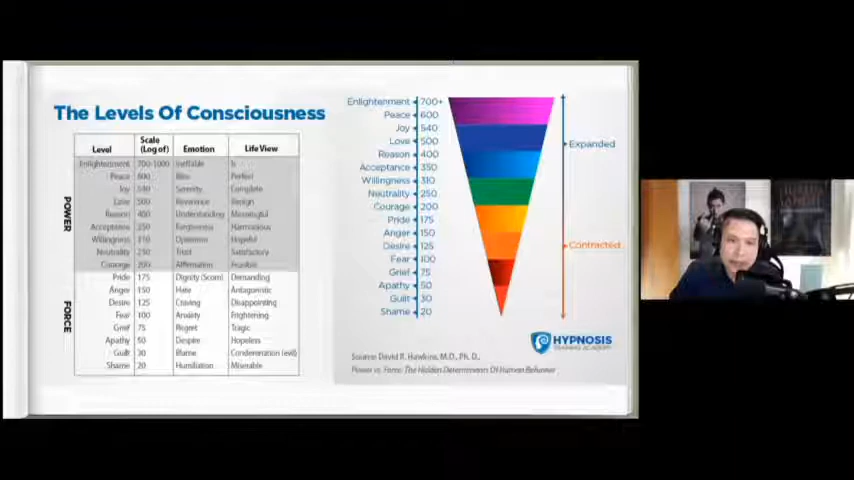 The Levels Of Consciousness
Level Scale (Log of) Emotion Life View
Enlightenment 700-1000 Ineffable Is
Peace 600 Bliss Perfect
Joy 540 Serenity Complete
Love 500 Reverence Benign
Reason 400 Understanding Meaningful
Acceptance 350 Forgiveness Harmonious
Willingness 310 Optimism Hopeful
Neutrality 250 Trust Satisfactory
Courage 200 Affirmation Feasible
Pride 175 Dignity (Scorn) Demanding
Anger 150 Hate Antagonistic
Desire 125 Craving Disappointing
Fear 100 Anxiety Frightening
Grief 75 Regret Tragic
Apathy 50 Despire Hopeless
Guilt 30 Blame Condemnation (evil)
Shame 20 Humiliation Miserable
POWER
FORCE
Enlightenment 700+
Peace 600
Joy 540
Love 500
Reason 400
Acceptance 350
Willingness 310
Neutrality 250
Courage 200
Pride 175
Anger 150
Desire 125
Fear 100
Grief 75
Apathy 50
Guilt 30
Shame 20
Expanded
Contracted
HYPNOSIS
TRAINING ACADEMY
Source: David R. Hawkins, M.D., Ph. D.,
Power vs. Force: The Hidden Determinants Of Human Behavior